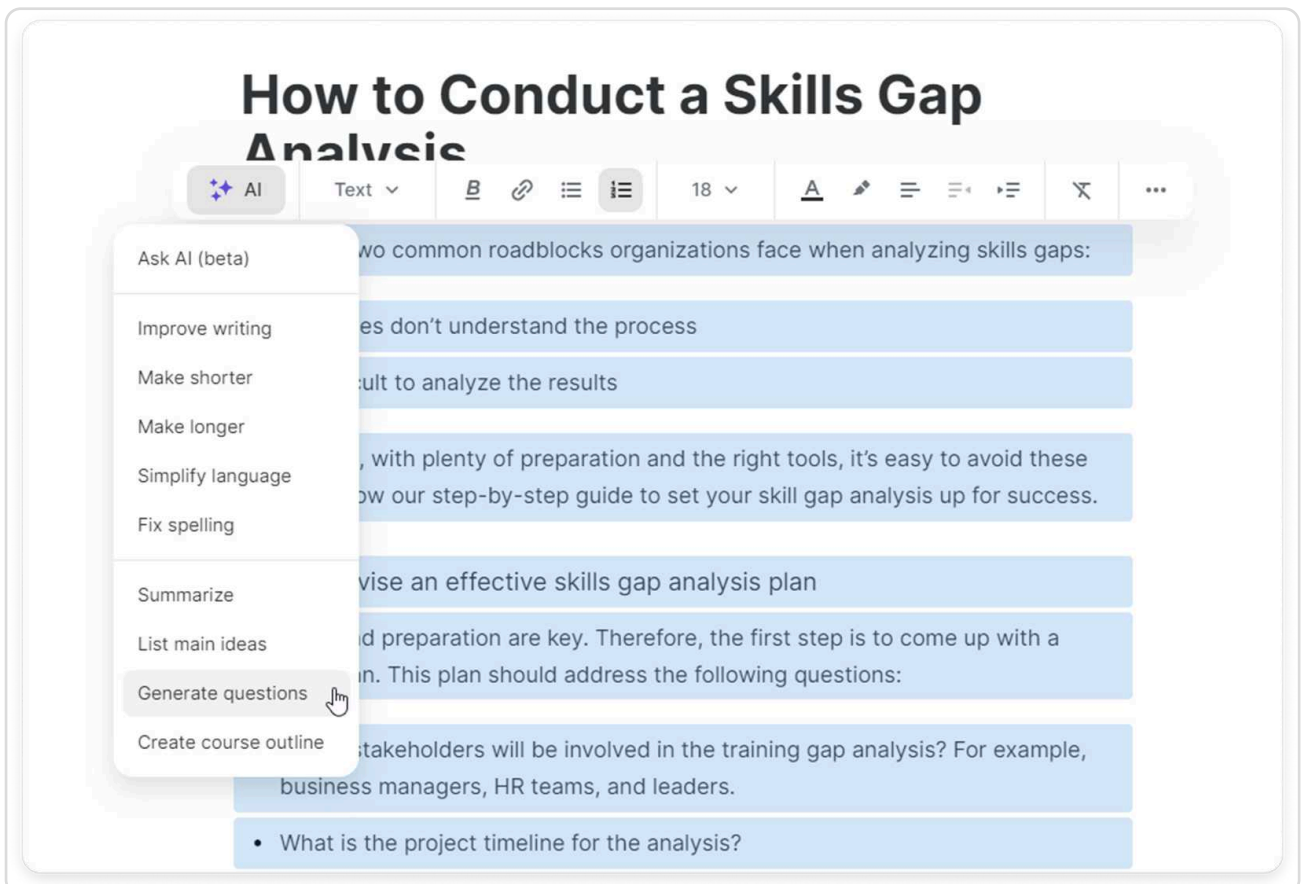 How to Conduct a Skills Gap
Analysis
AI Text B 18 A
Ask AI (beta)
Improve writing
Make shorter
Make longer
Simplify language
Fix spelling
Summarize
List main ideas
Generate questions
Create course outline
common roadblocks organizations face when analyzing skills gaps:
don’t understand the process
to analyze the results
, with plenty of preparation and the right tools, it’s easy to avoid these
our step-by-step guide to set your skill gap analysis up for success.
an effective skills gap analysis plan
preparation are key. Therefore, the first step is to come up with a
This plan should address the following questions:
stakeholders will be involved in the training gap analysis? For example,
business managers, HR teams, and leaders.
• What is the project timeline for the analysis?